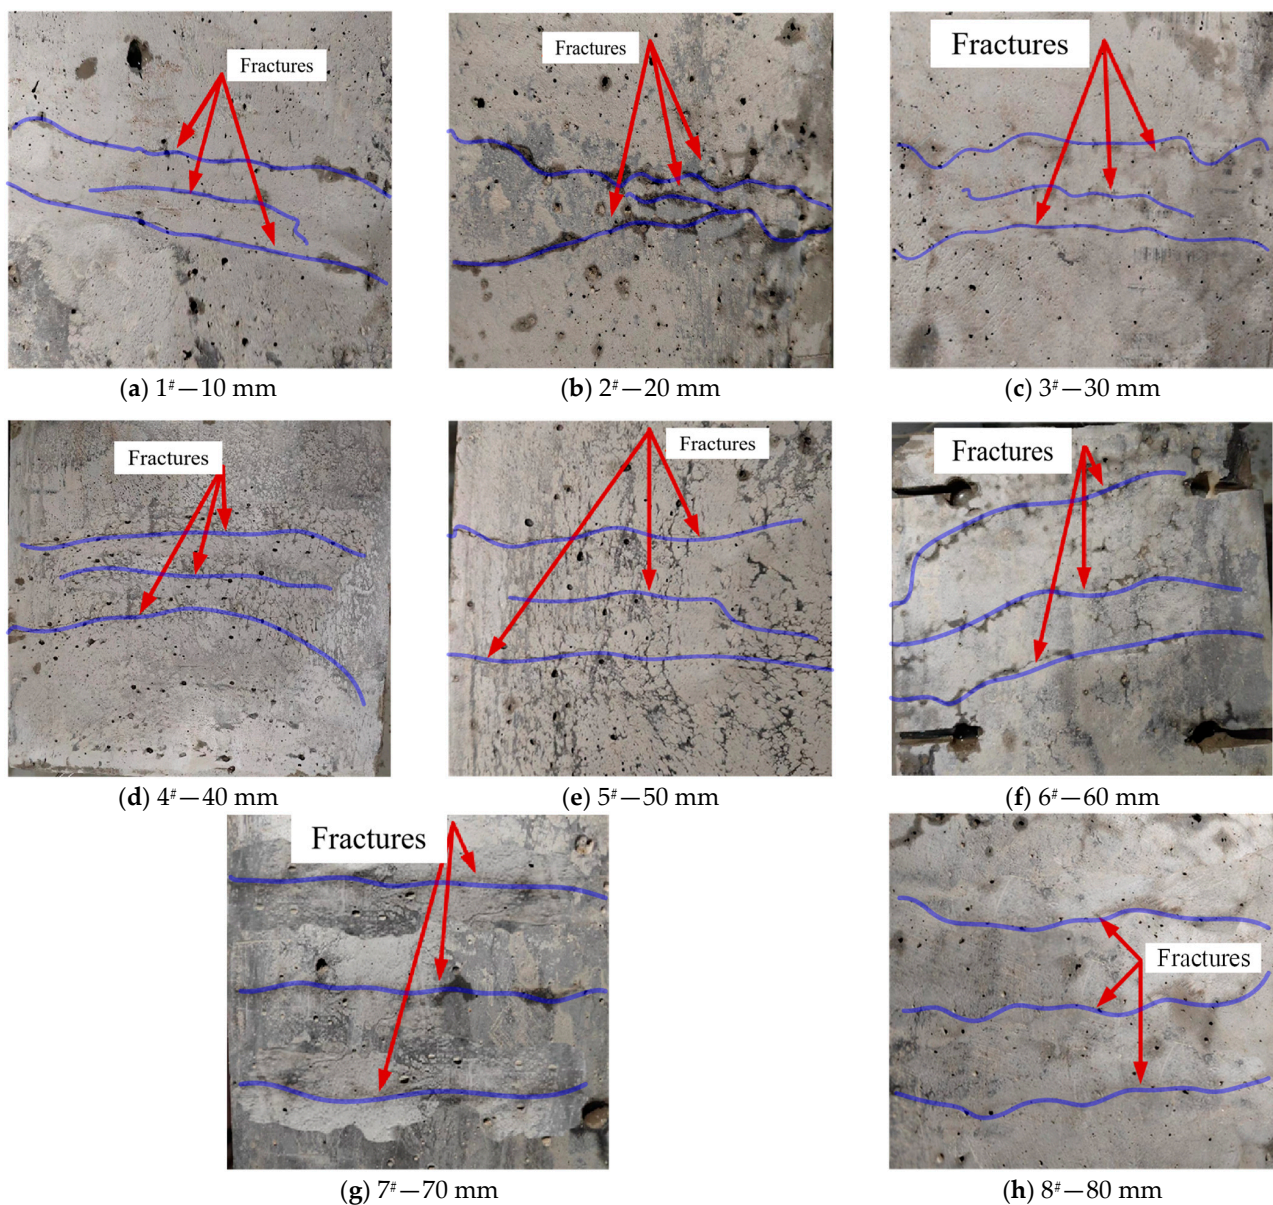 Fractures
Fractures
Fractures
(a) 1#—10 mm
(b) 2#—20 mm
(c) 3#—30 mm
Fractures
Fractures
Fractures
(d) 4#—40 mm
(e) 5#—50 mm
(f) 6#—60 mm
Fractures
Fractures
(g) 7#—70 mm
(h) 8#—80 mm